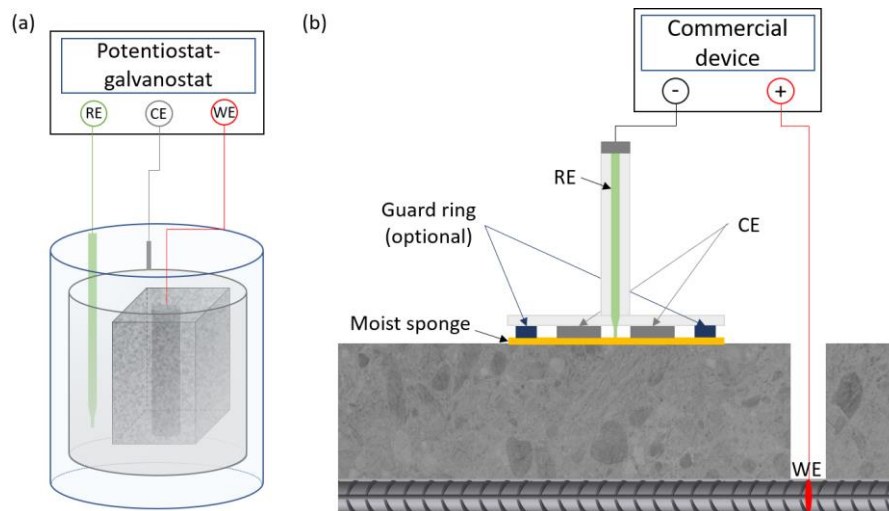 (a)
Potentiostat-
galvanostat
RE
CE
WE
(b)
Commercial
device
-
+
RE
Guard ring
(optional)
CE
Moist sponge
WE